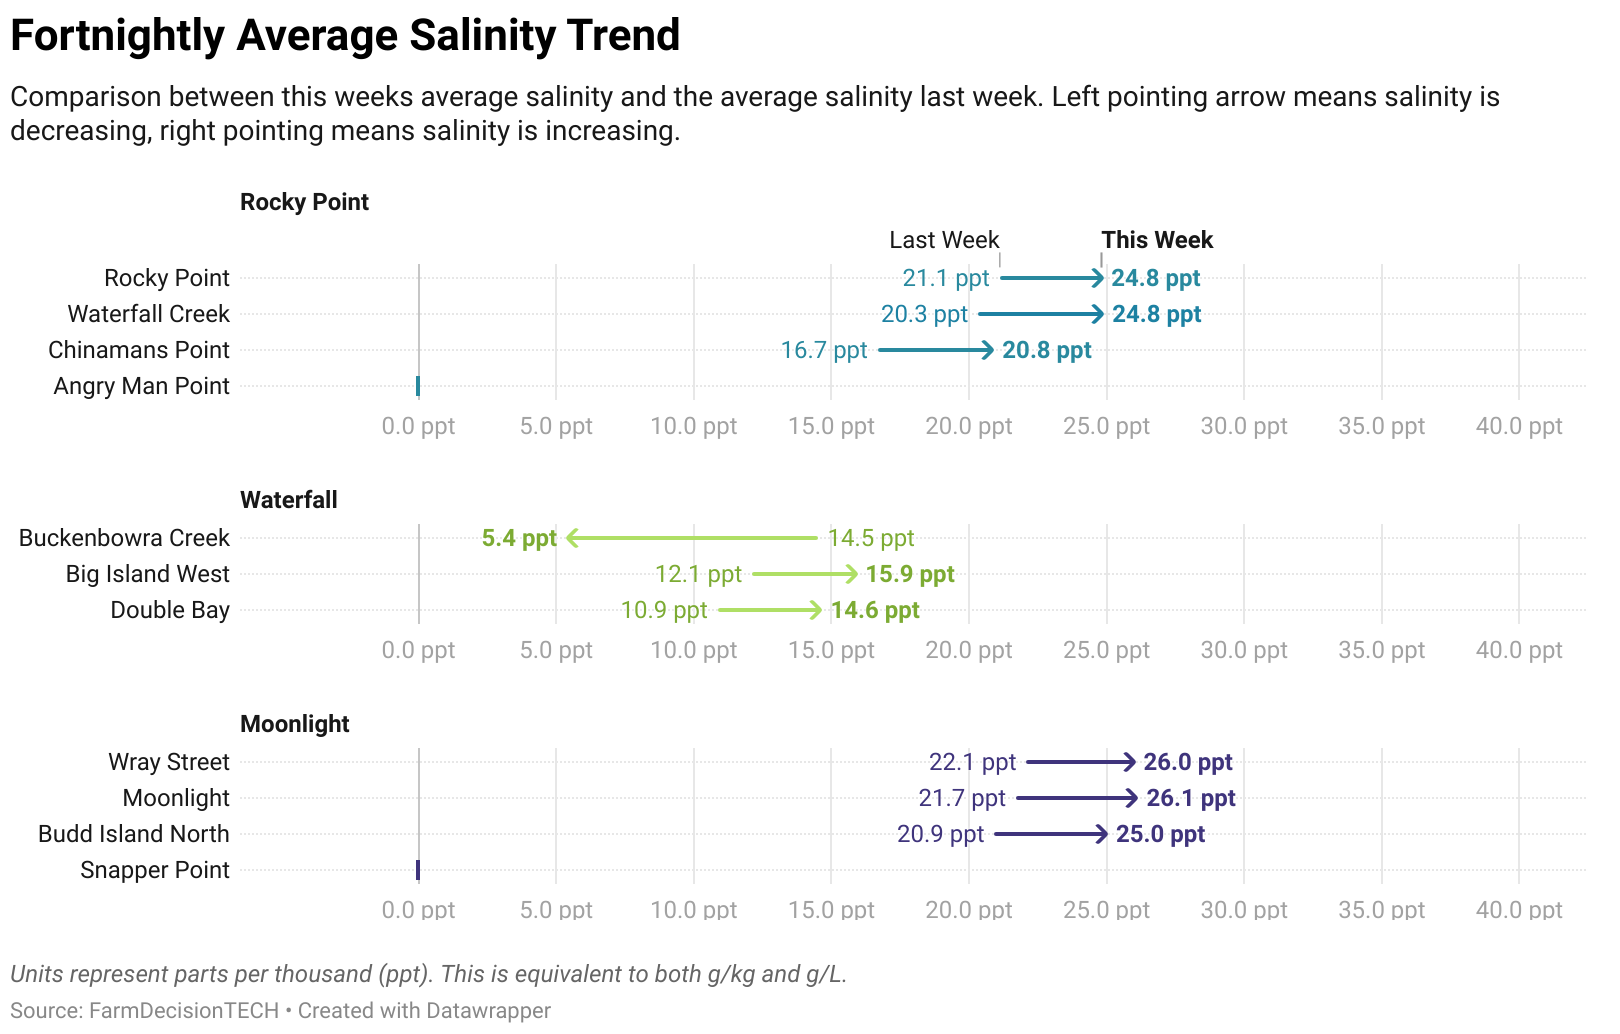 Fortnightly Average Salinity Trend
Comparison between this weeks average salinity and the average salinity last week. Left pointing arrow means salinity is
decreasing, right pointing means salinity is increasing.
Rocky Point
Last Week This Week
Rocky Point 21.1 ppt 24.8 ppt
Waterfall Creek 20.3 ppt 24.8 ppt
Chinamans Point 16.7 ppt 20.8 ppt
Angry Man Point
0.0 ppt 5.0 ppt 10.0 ppt 15.0 ppt 20.0 ppt 25.0 ppt 30.0 ppt 35.0 ppt 40.0 ppt
Waterfall
Buckenbowra Creek 5.4 ppt 14.5 ppt
Big Island West 12.1 ppt 15.9 ppt
Double Bay 10.9 ppt 14.6 ppt
0.0 ppt 5.0 ppt 10.0 ppt 15.0 ppt 20.0 ppt 25.0 ppt 30.0 ppt 35.0 ppt 40.0 ppt
Moonlight
Wray Street 22.1 ppt 26.0 ppt
Moonlight 21.7 ppt 26.1 ppt
Budd Island North 20.9 ppt 25.0 ppt
Snapper Point
0.0 ppt 5.0 ppt 10.0 ppt 15.0 ppt 20.0 ppt 25.0 ppt 30.0 ppt 35.0 ppt 40.0 ppt
Units represent parts per thousand (ppt). This is equivalent to both g/kg and g/L.
Source: FarmDecisionTECH • Created with Datawrapper